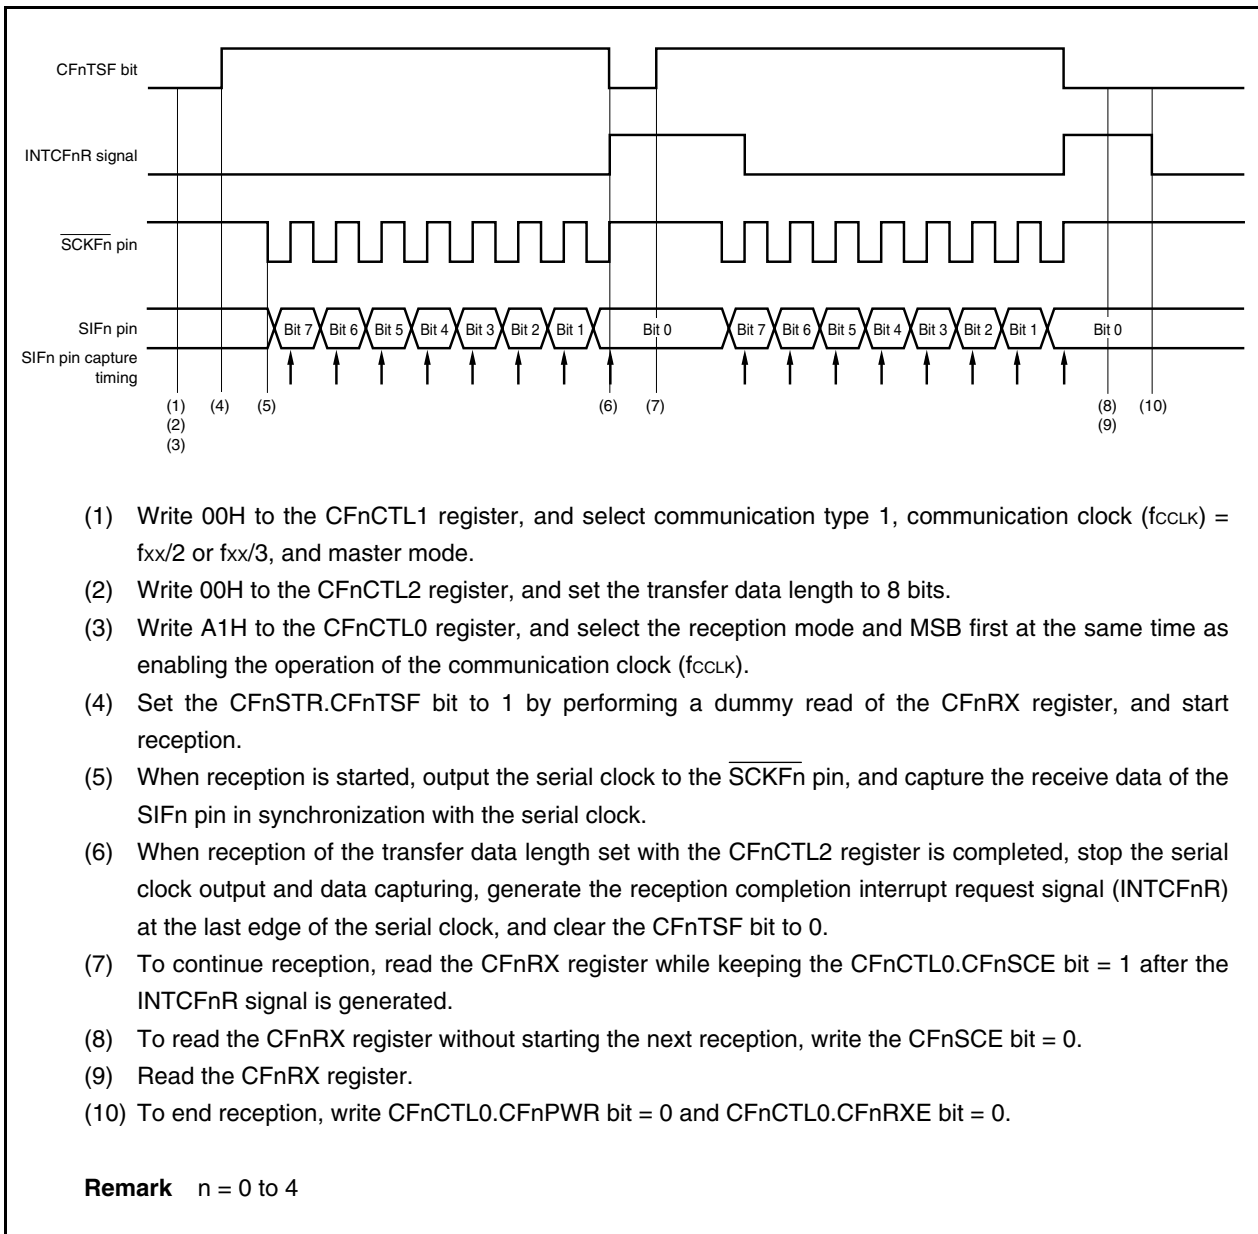 CFnTSF bit
INTCFnR signal
SCKFn pin
SIFn pin
Bit 7 Bit 6 Bit 5 Bit 4 Bit 3 Bit 2 Bit 1 Bit 0 Bit 7 Bit 6 Bit 5 Bit 4 Bit 3 Bit 2 Bit 1 Bit 0
SIFn pin capture
timing
(1) (4) (5) (6) (7) (8) (10)
(2) (9)
(3)
(1) Write 00H to the CFnCTL1 register, and select communication type 1, communication clock (fCCLK) =
fxx/2 or fxx/3, and master mode.
(2) Write 00H to the CFnCTL2 register, and set the transfer data length to 8 bits.
(3) Write A1H to the CFnCTL0 register, and select the reception mode and MSB first at the same time as
enabling the operation of the communication clock (fCCLK).
(4) Set the CFnSTR.CFnTSF bit to 1 by performing a dummy read of the CFnRX register, and start
reception.
(5) When reception is started, output the serial clock to the SCKFn pin, and capture the receive data of the
SIFn pin in synchronization with the serial clock.
(6) When reception of the transfer data length set with the CFnCTL2 register is completed, stop the serial
clock output and data capturing, generate the reception completion interrupt request signal (INTCFnR)
at the last edge of the serial clock, and clear the CFnTSF bit to 0.
(7) To continue reception, read the CFnRX register while keeping the CFnCTL0.CFnSCE bit = 1 after the
INTCFnR signal is generated.
(8) To read the CFnRX register without starting the next reception, write the CFnSCE bit = 0.
(9) Read the CFnRX register.
(10) To end reception, write CFnCTL0.CFnPWR bit = 0 and CFnCTL0.CFnRXE bit = 0.
Remark n = 0 to 4